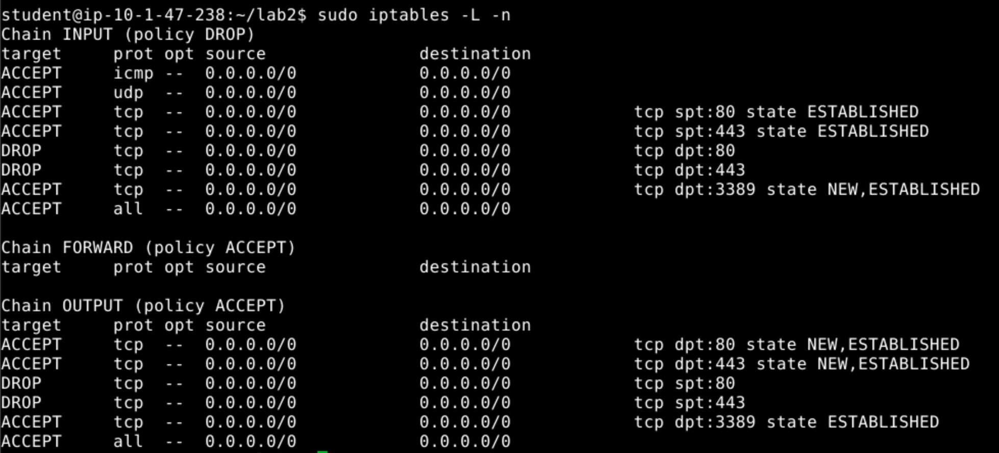 student@ip-10-1-47-238:~/lab2$ sudo iptables -L -n
Chain INPUT (policy DROP)
target     prot opt source               destination
ACCEPT     icmp --  0.0.0.0/0            0.0.0.0/0
ACCEPT     udp  --  0.0.0.0/0            0.0.0.0/0
ACCEPT     tcp  --  0.0.0.0/0            0.0.0.0/0            tcp spt:80 state ESTABLISHED
ACCEPT     tcp  --  0.0.0.0/0            0.0.0.0/0            tcp spt:443 state ESTABLISHED
DROP       tcp  --  0.0.0.0/0            0.0.0.0/0            tcp dpt:80
DROP       tcp  --  0.0.0.0/0            0.0.0.0/0            tcp dpt:443
ACCEPT     tcp  --  0.0.0.0/0            0.0.0.0/0            tcp dpt:3389 state NEW,ESTABLISHED
ACCEPT     all  --  0.0.0.0/0            0.0.0.0/0

Chain FORWARD (policy ACCEPT)
target     prot opt source               destination

Chain OUTPUT (policy ACCEPT)
target     prot opt source               destination
ACCEPT     tcp  --  0.0.0.0/0            0.0.0.0/0            tcp dpt:80 state NEW,ESTABLISHED
ACCEPT     tcp  --  0.0.0.0/0            0.0.0.0/0            tcp dpt:443 state NEW,ESTABLISHED
DROP       tcp  --  0.0.0.0/0            0.0.0.0/0            tcp spt:80
DROP       tcp  --  0.0.0.0/0            0.0.0.0/0            tcp spt:443
ACCEPT     tcp  --  0.0.0.0/0            0.0.0.0/0            tcp dpt:3389 state ESTABLISHED
ACCEPT     all  --  0.0.0.0/0            0.0.0.0/0